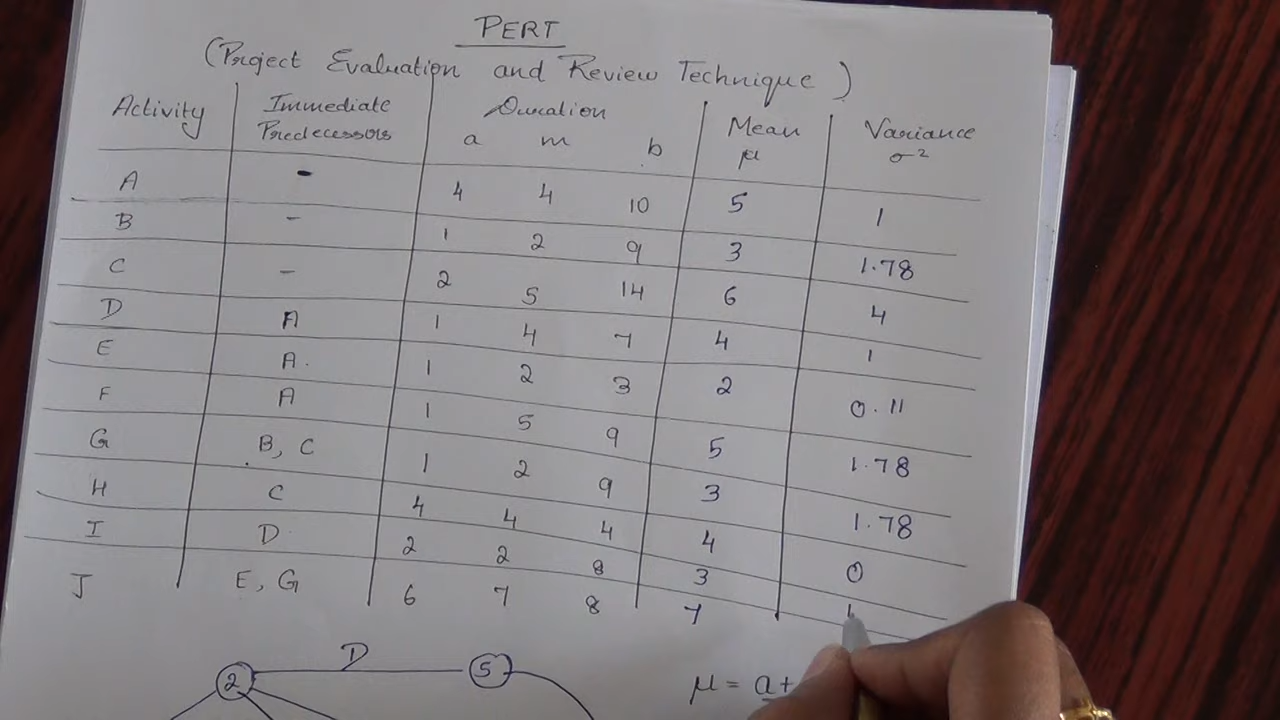 PERT
(Project Evaluation and Review Technique)
Activity Immediate Predecessors Duration a m b Mean μ Variance σ²
A - 4 4 10 5 1
B - 1 2 9 3 1.78
C - 2 5 14 6 4
D A 1 4 7 4 1
E A. 1 2 3 2 0.11
F A 1 5 9 5 1.78
G B, C 1 2 9 3 1.78
H C 4 4 4 4 0
I D 2 2 8 3 1
J E, G 6 7 8 7
D
2 5
μ = a+